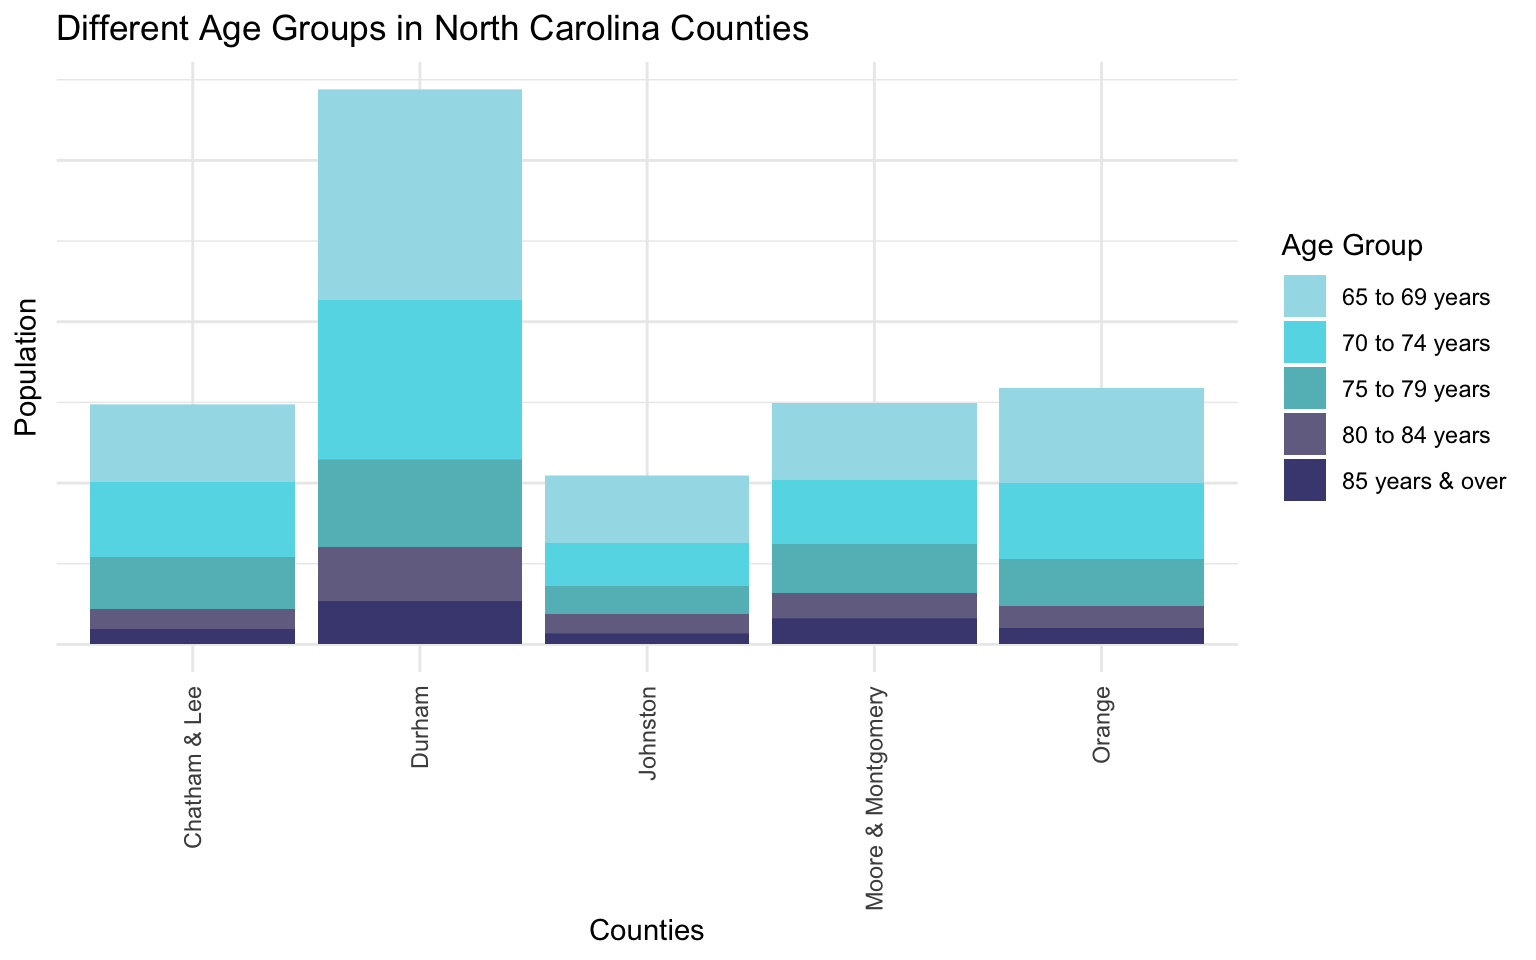 Different Age Groups in North Carolina Counties
Population
Age Group
65 to 69 years
70 to 74 years
75 to 79 years
80 to 84 years
85 years & over
Chatham & Lee
Durham
Johnston
Moore & Montgomery
Orange
Counties